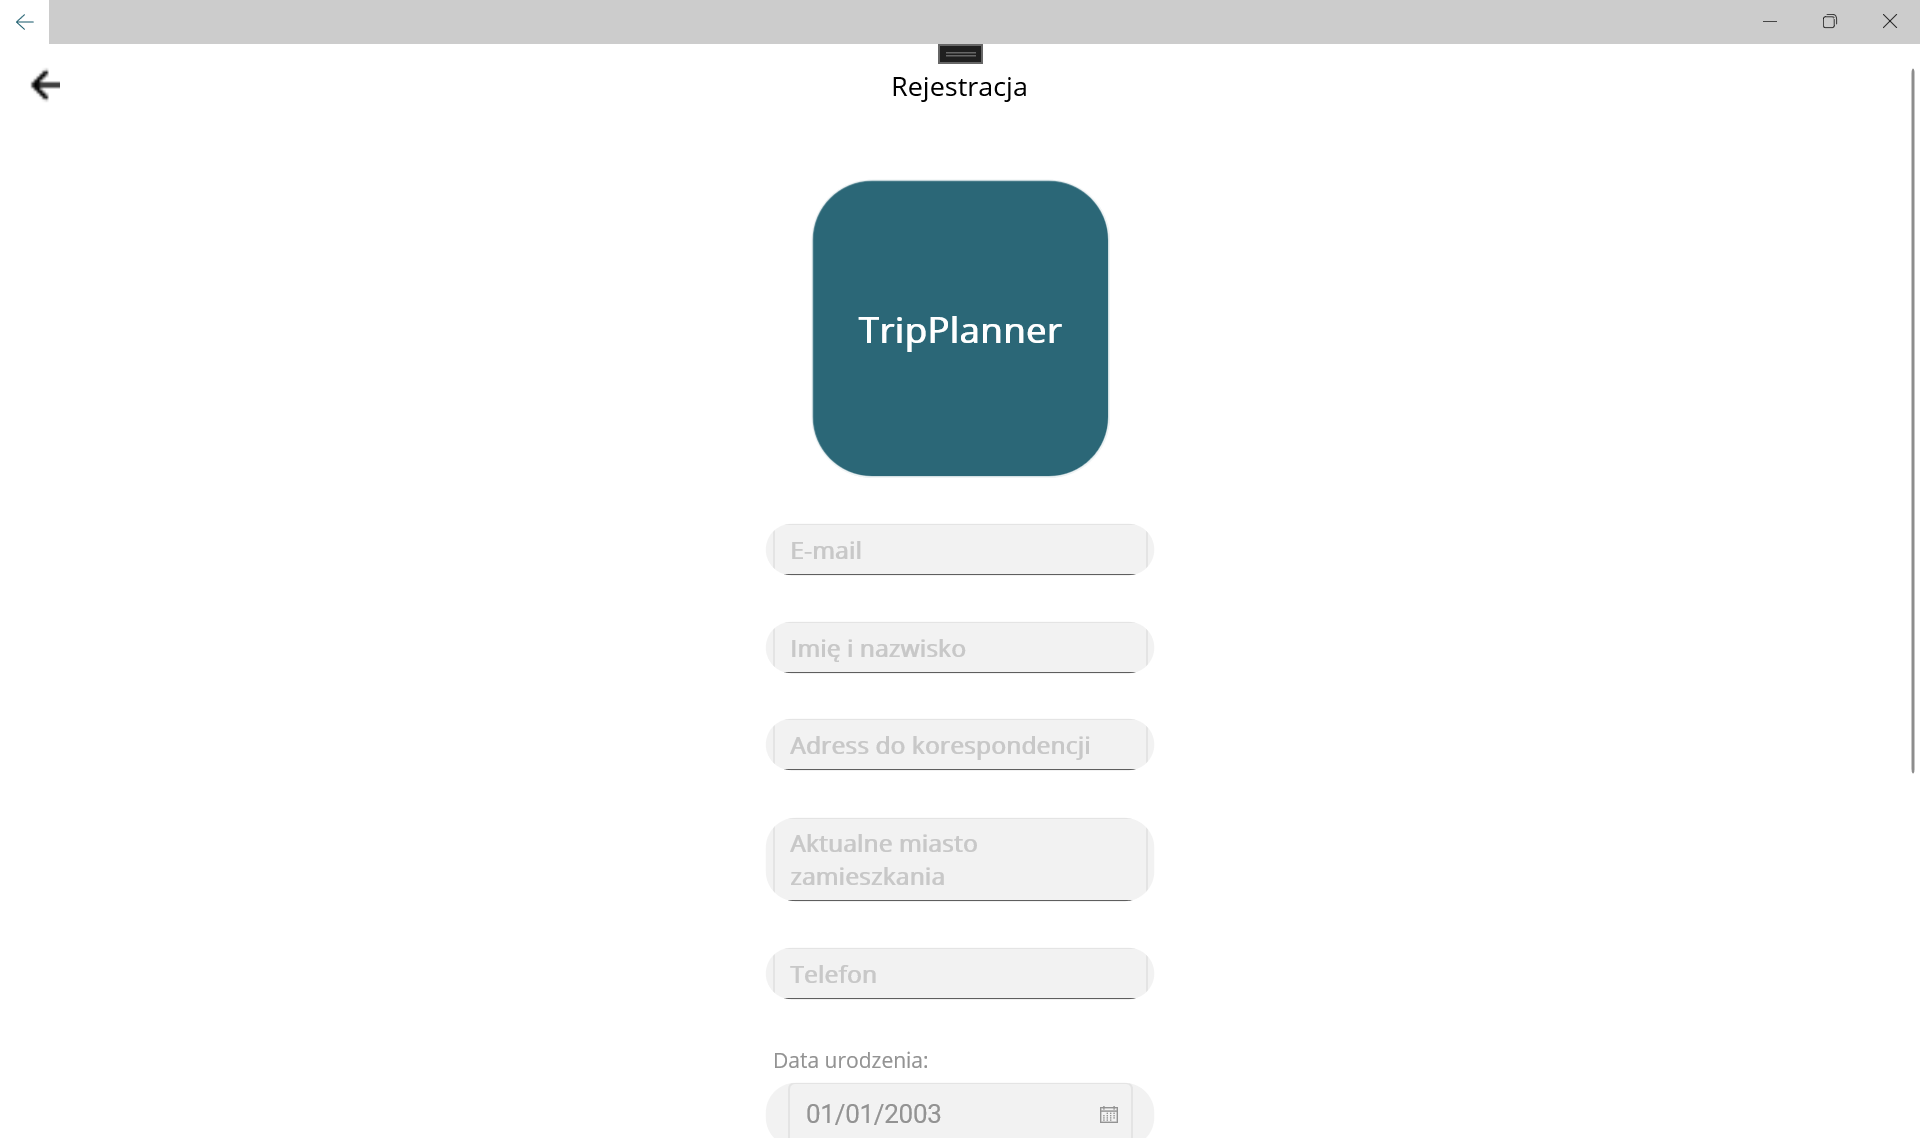 Rejestracja
TripPlanner
E-mail
Imię i nazwisko
Adress do korespondencji
Aktualne miasto
zamieszkania
Telefon
Data urodzenia:
01/01/2003